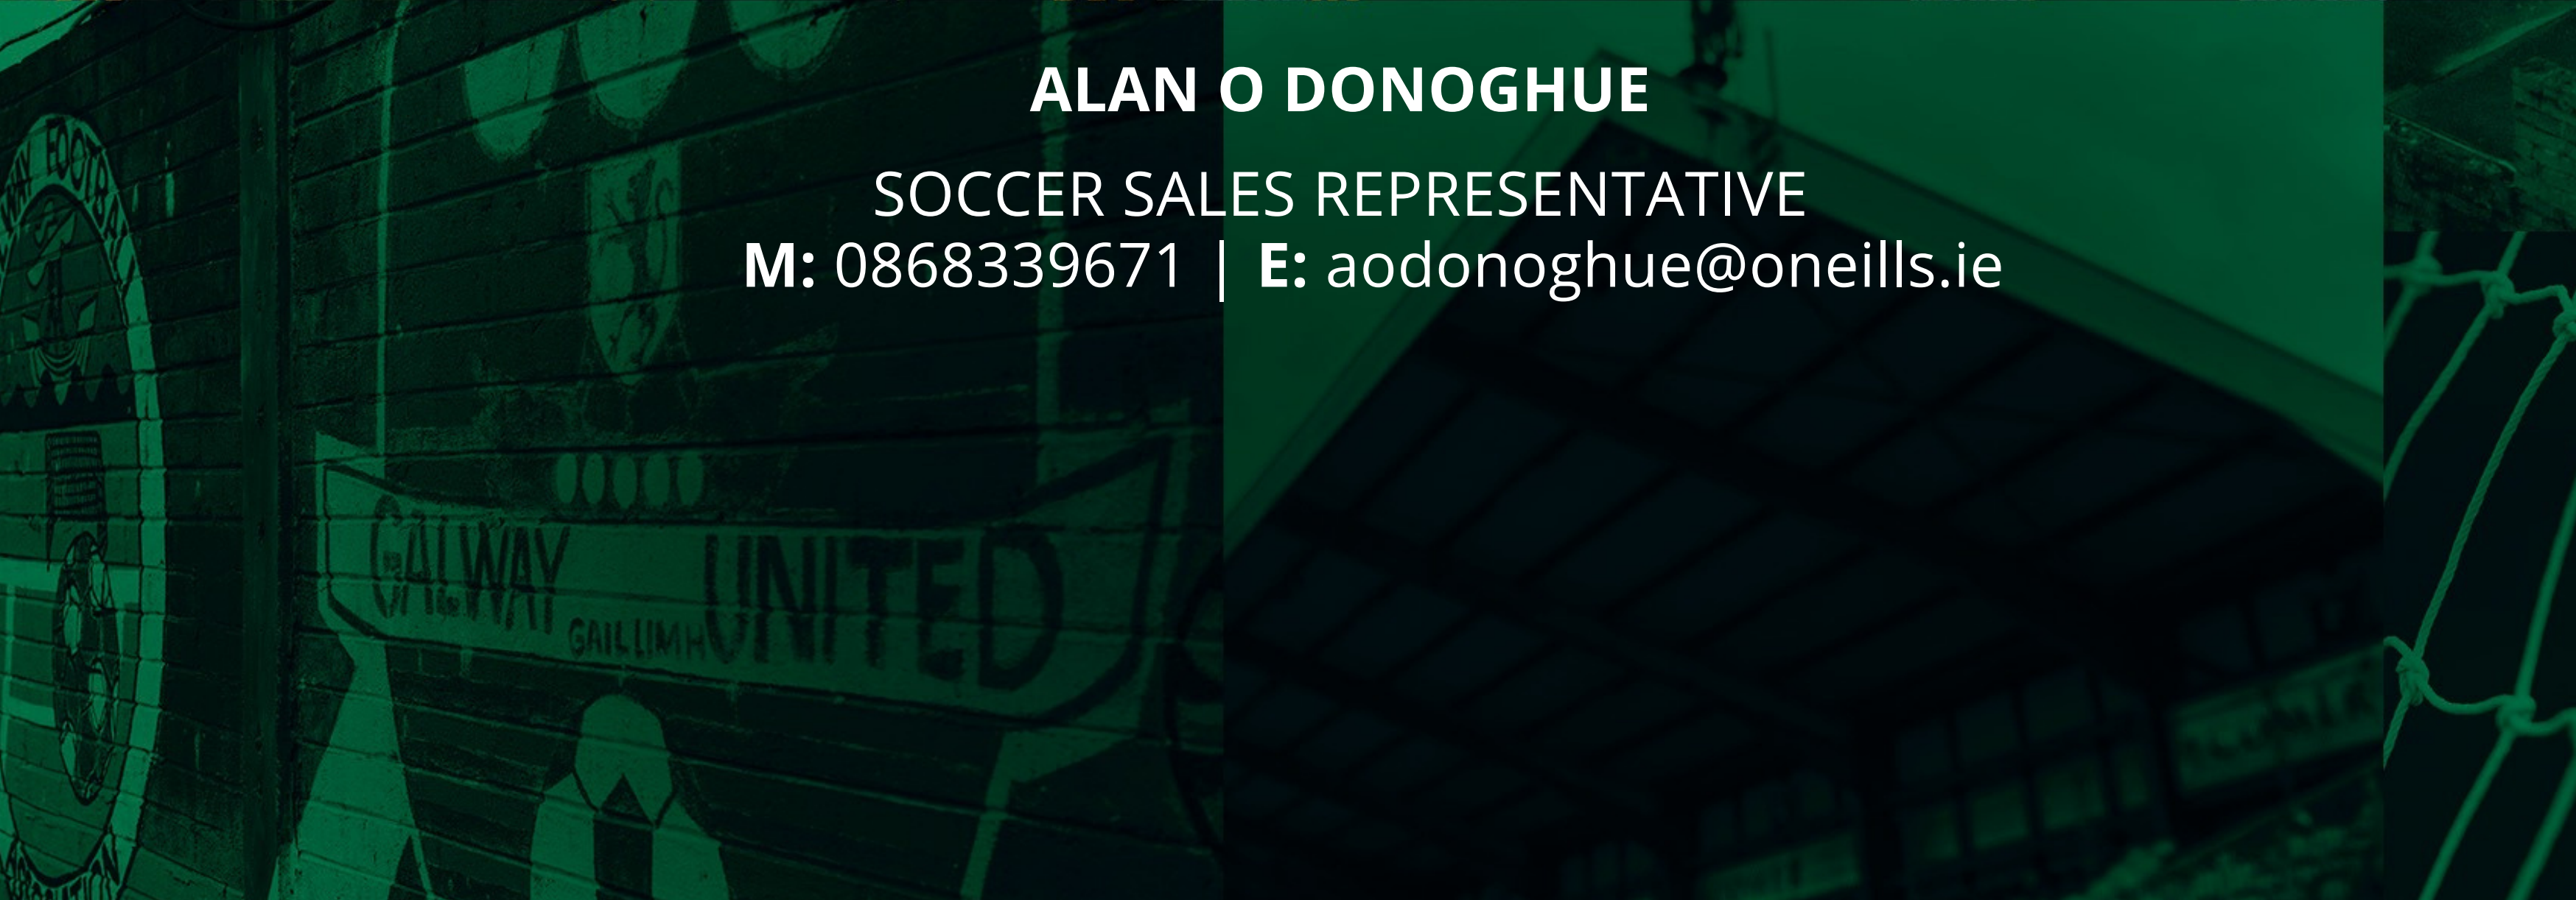 ALAN O DONOGHUE
SOCCER SALES REPRESENTATIVE
M: 0868339671 | E: aodonoghue@oneills.ie
GALWAY
GAILLIMH
UNITED